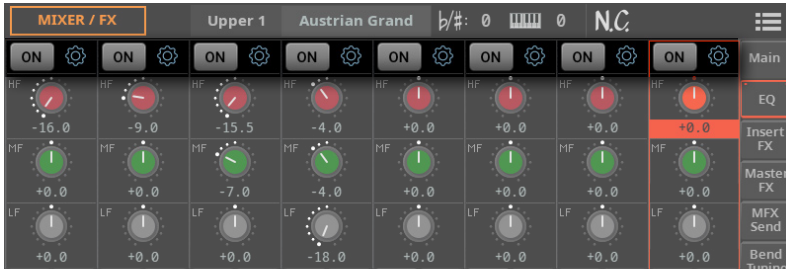 MIXER / FX Upper 1 Austrian Grand b/#: 0 0 N.C.
ON ON ON ON ON ON ON ON Main
HF HF HF HF HF HF HF HF EQ
-16.0 -9.0 -15.5 -4.0 +0.0 +0.0 +0.0 +0.0
Insert
FX
MF MF MF MF MF MF MF MF
+0.0 +0.0 -7.0 -4.0 +0.0 +0.0 +0.0 +0.0
Master
FX
LF LF LF LF LF LF LF LF
+0.0 +0.0 +0.0 -18.0 +0.0 +0.0 +0.0 +0.0
MFX
Send
Bend
Tuning